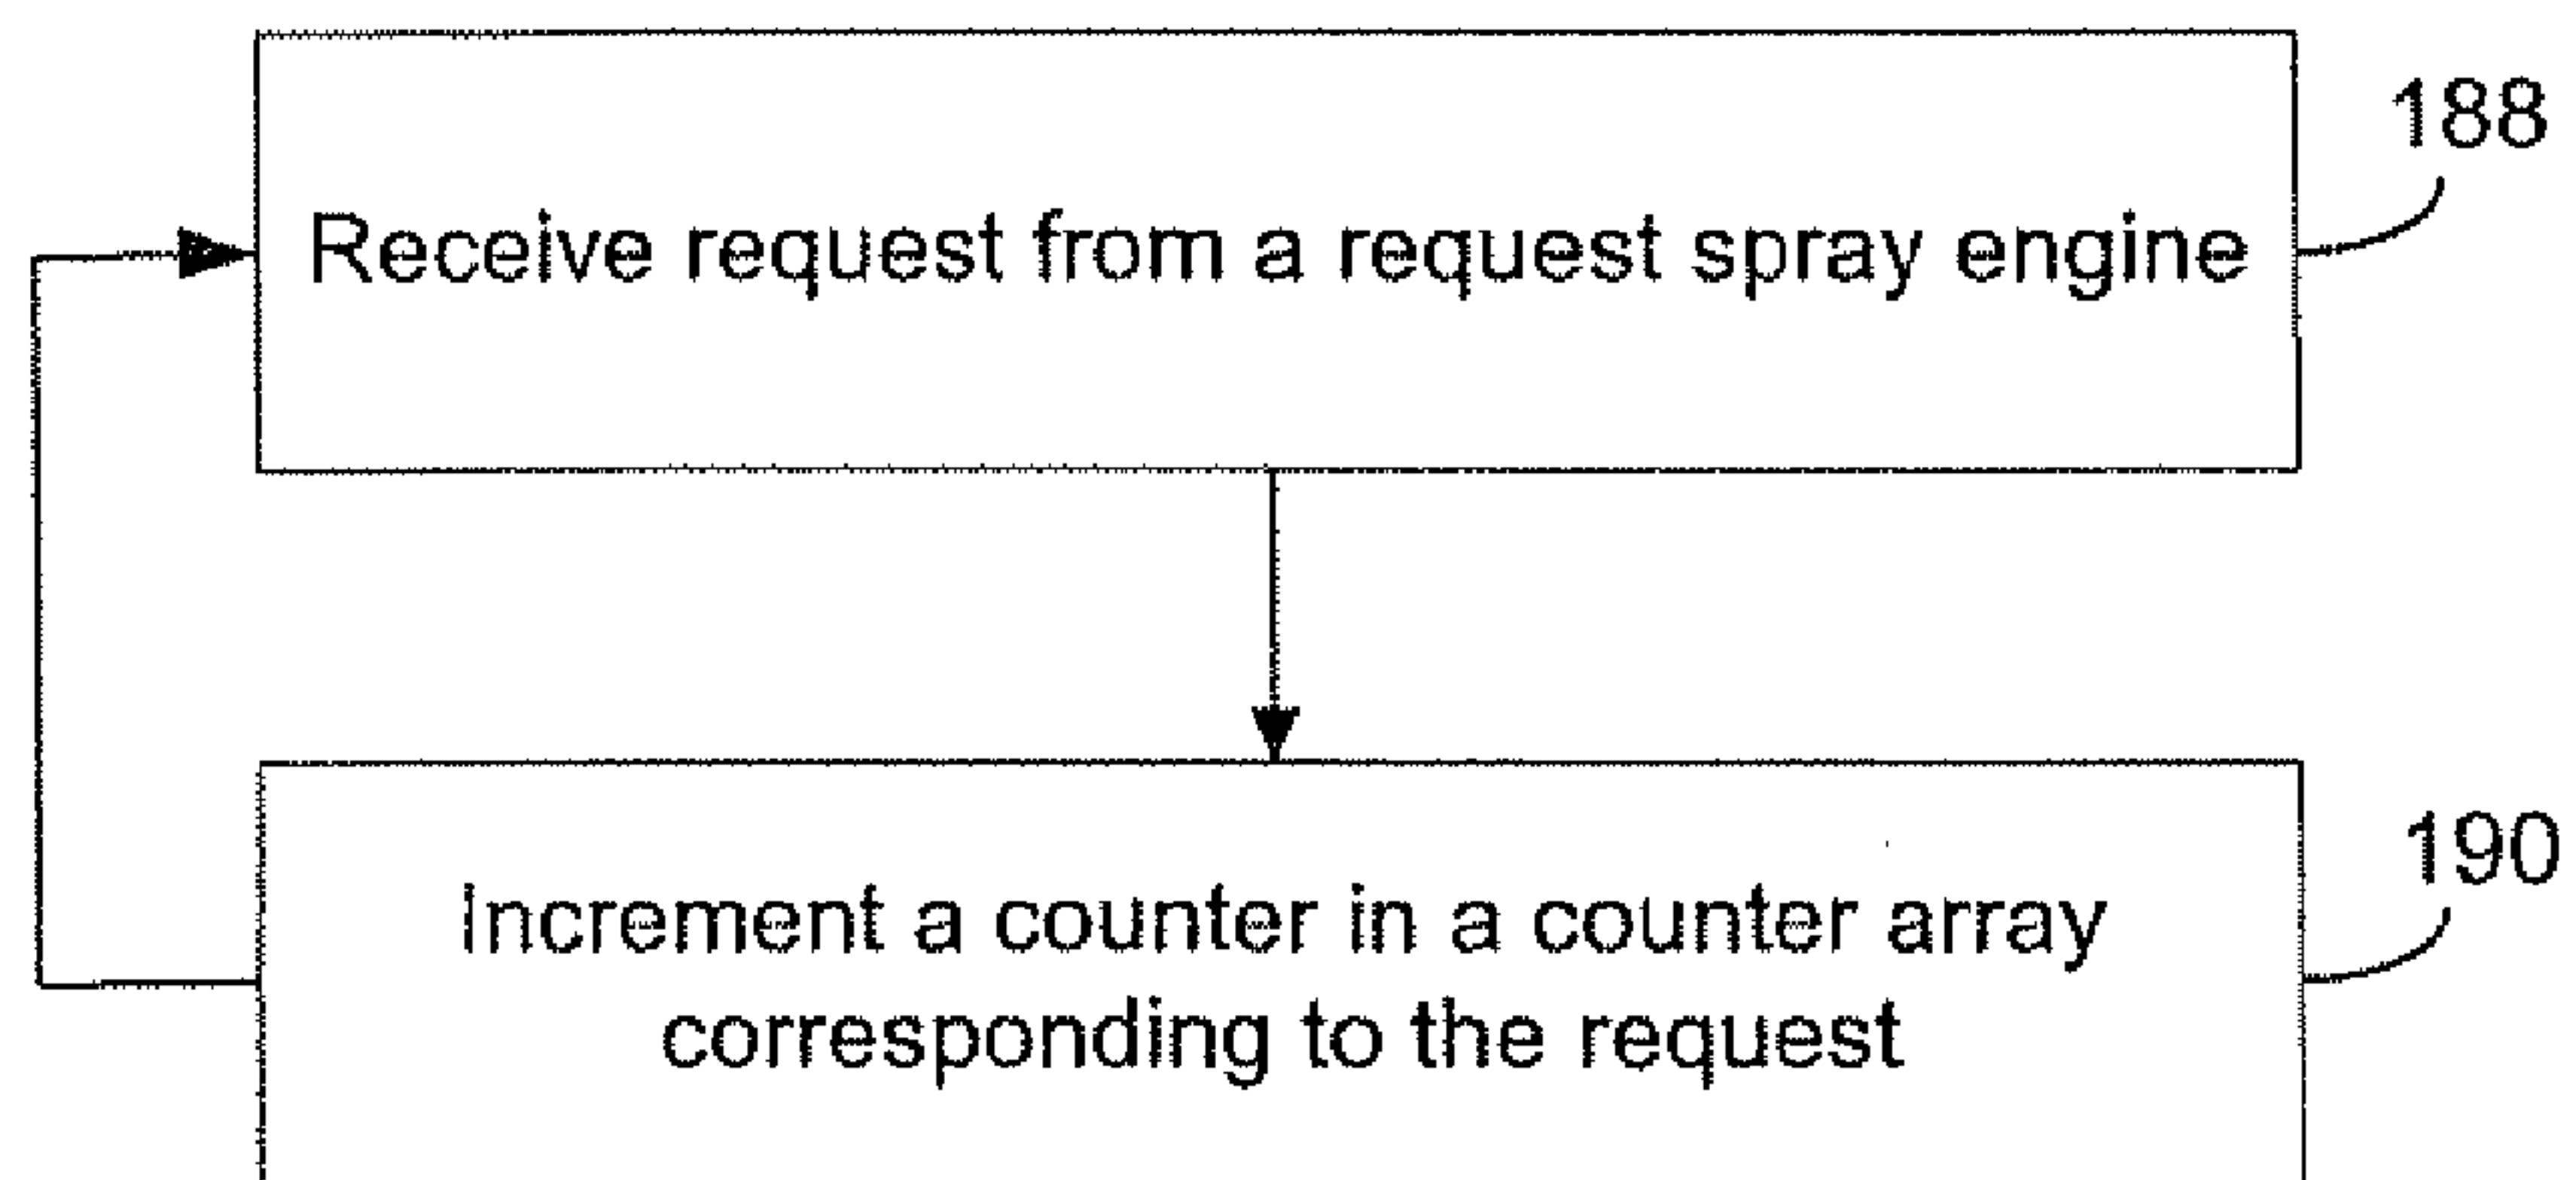 188
Receive request from a request spray engine
190
Increment a counter in a counter array
corresponding to the request